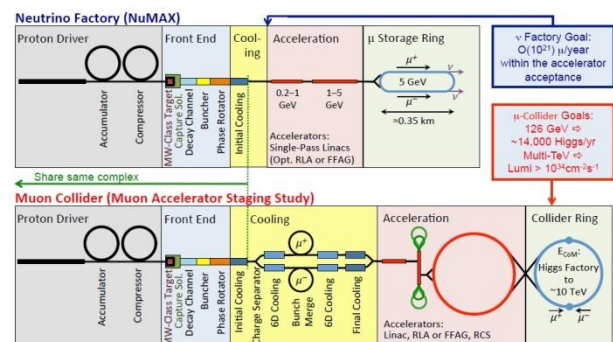 Neutrino Factory (NuMAX)
Proton Driver
Front End
Cool-
ing
Acceleration
μ Storage Ring
Accumulator
Compressor
MW-Class Target
Capture Sol.
Decay Channel
Buncher
Phase Rotator
Initial Cooling
0.2–1
GeV
1–5
GeV
Accelerators:
Single-Pass Linacs
(Opt. RLA or FFAG)
μ+
5 GeV
μ−
ν
ν
≈0.35 km
ν Factory Goal:
O(10²¹) μ/year
within the accelerator
acceptance
μ-Collider Goals:
126 GeV ⇨
~14,000 Higgs/yr
Multi-TeV ⇨
Lumi > 10³⁴cm⁻²s⁻¹
Share same complex
Muon Collider (Muon Accelerator Staging Study)
Proton Driver
Front End
Cooling
Acceleration
Collider Ring
Accumulator
Compressor
MW-Class Target
Capture Sol.
Decay Channel
Buncher
Phase Rotator
Initial Cooling
Charge Separator
6D Cooling
μ+
μ−
Bunch
Merge
6D Cooling
Final Cooling
Accelerators:
Linac, RLA or FFAG, RCS
ECoM:
Higgs Factory
to
~10 TeV
μ+ μ−